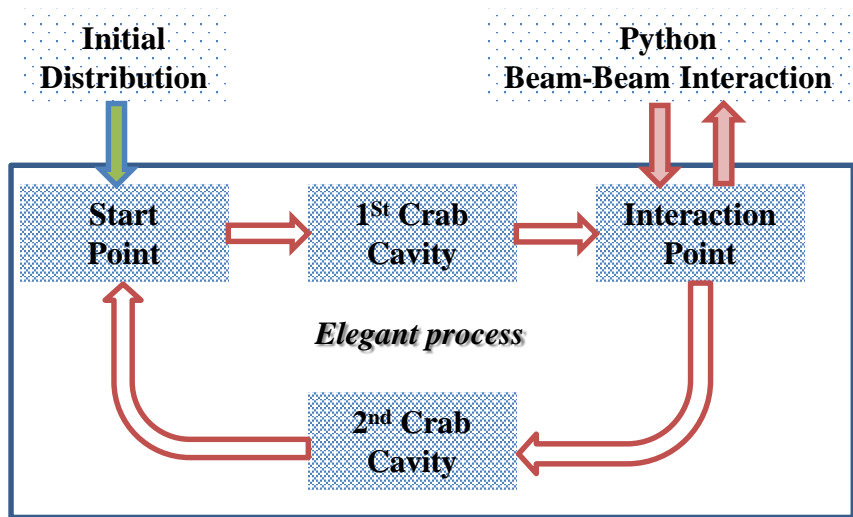 Initial
Distribution
Python
Beam-Beam Interaction
Start
Point
1St Crab
Cavity
Interaction
Point
Elegant process
2nd Crab
Cavity